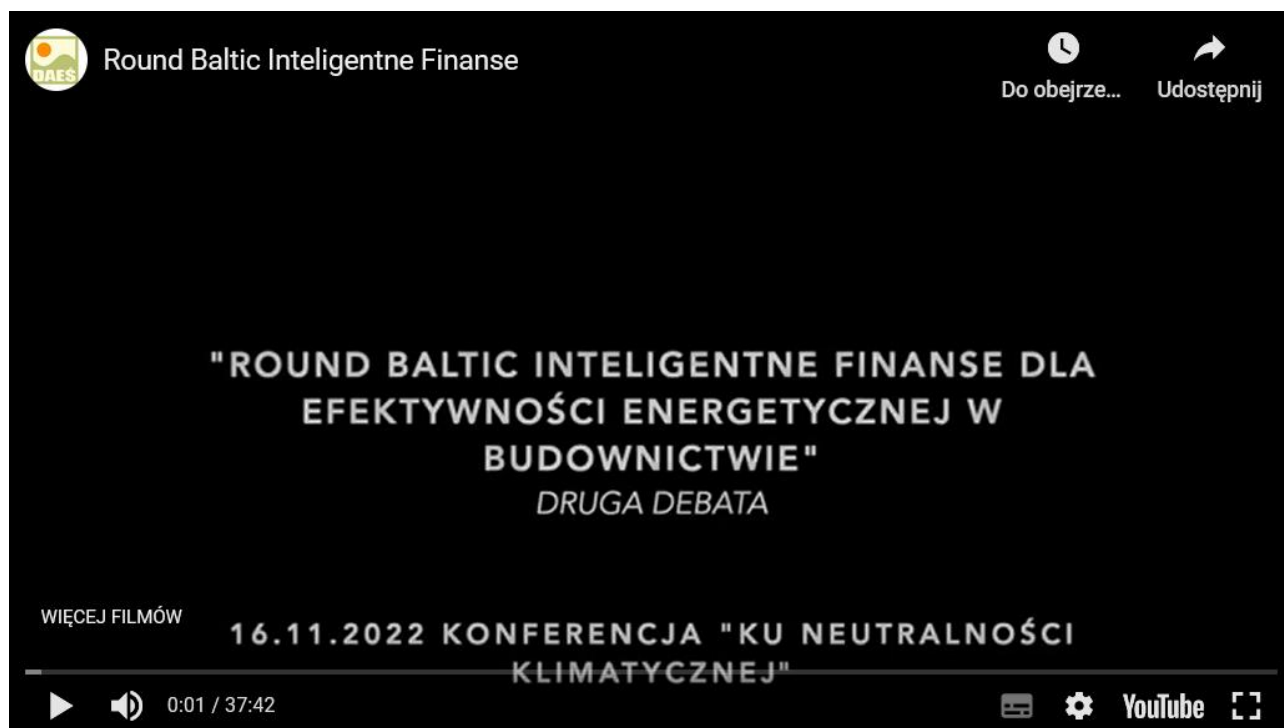 DAEŚ
Round Baltic Inteligentne Finanse
Do obejrze...
Udostępnij
"ROUND BALTIC INTELIGENTNE FINANSE DLA
EFEKTYWNOŚCI ENERGETYCZNEJ W
BUDOWNICTWIE"
DRUGA DEBATA
WIĘCEJ FILMÓW
16.11.2022 KONFERENCJA "KU NEUTRALNOŚCI
KLIMATYCZNEJ"
0:01 / 37:42
YouTube